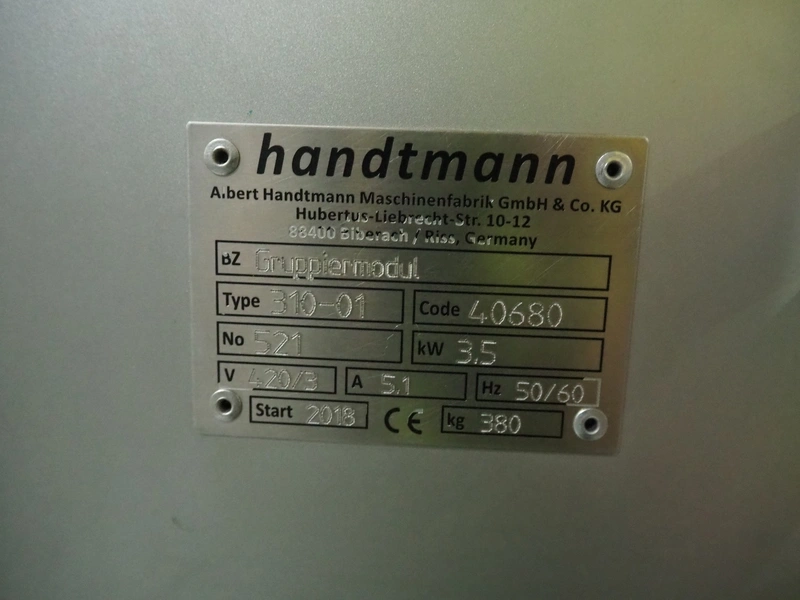 handtmann
Albert Handtmann Maschinenfabrik GmbH & Co. KG
Hubertus-Liebrecht-Str. 10-12
88400 Biberach / Riss, Germany
BZ Gruppiermodul
Type 310-01 Code 40680
No 521 kW 3.5
V 420/3 A 5.1 Hz 50/60
Start 2018 CE kg 380